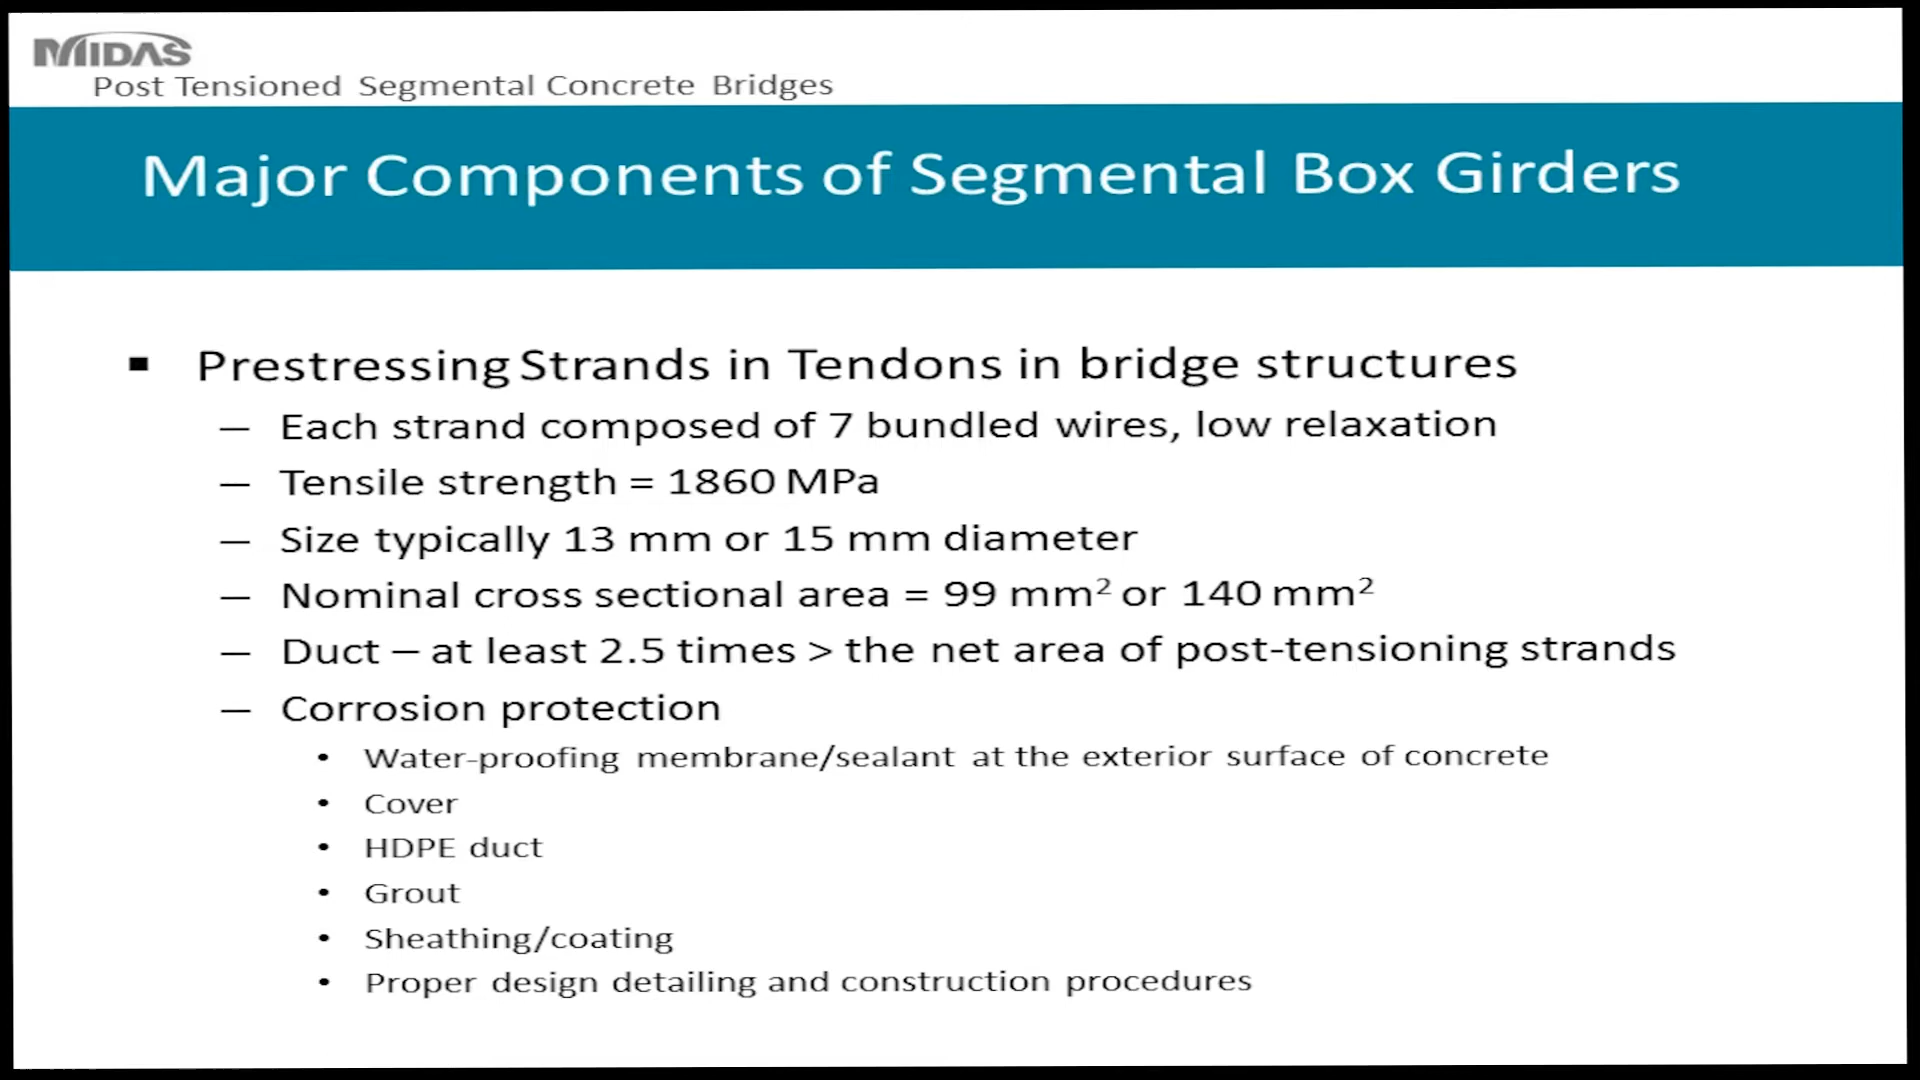 MIDAS
Post Tensioned Segmental Concrete Bridges
Major Components of Segmental Box Girders
▪ Prestressing Strands in Tendons in bridge structures
– Each strand composed of 7 bundled wires, low relaxation
– Tensile strength = 1860 MPa
– Size typically 13 mm or 15 mm diameter
– Nominal cross sectional area = 99 mm² or 140 mm²
– Duct – at least 2.5 times > the net area of post-tensioning strands
– Corrosion protection
• Water-proofing membrane/sealant at the exterior surface of concrete
• Cover
• HDPE duct
• Grout
• Sheathing/coating
• Proper design detailing and construction procedures